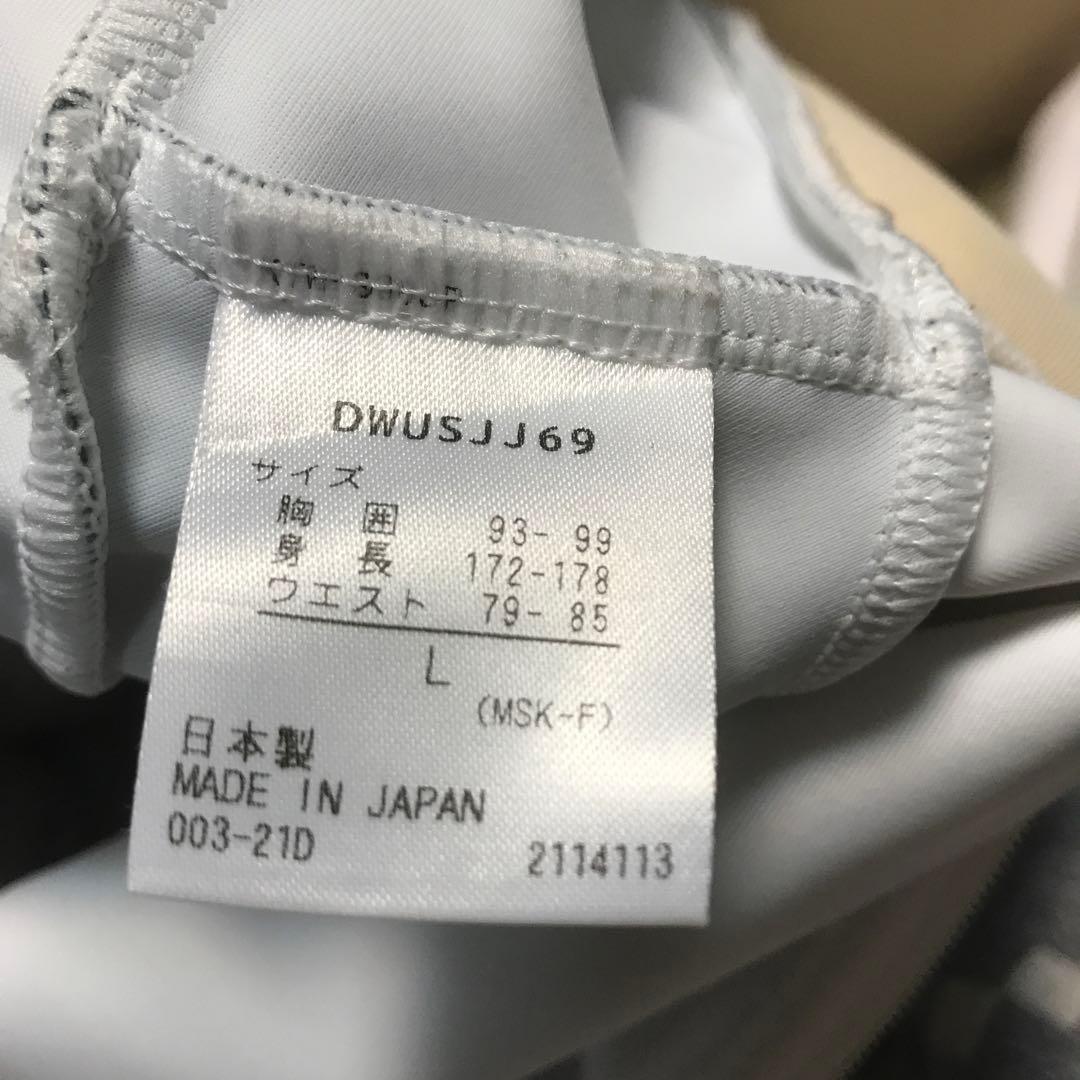 DWUSJJ69
サイズ
胸 囲 93- 99
身 長 172-178
ウエスト 79- 85
L
(MSK-F)
日本製
MADE IN JAPAN
003-21D 2114113